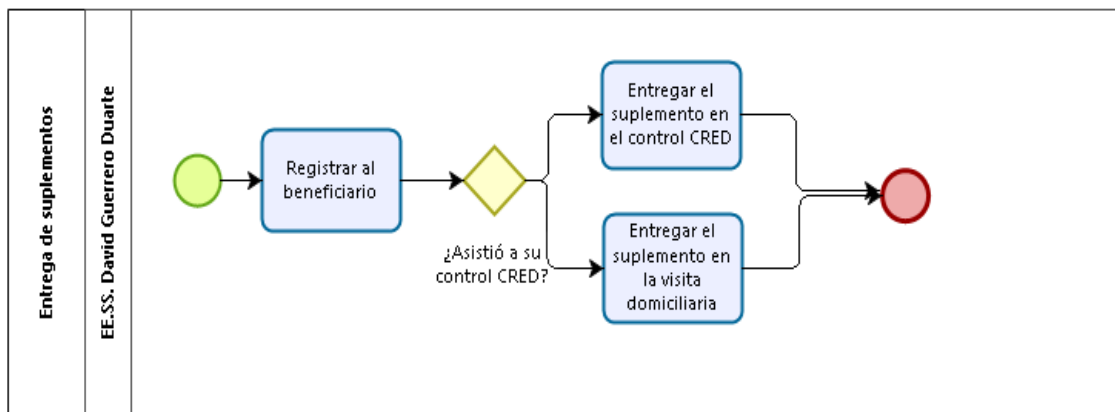 Entrega de suplementos
EE.SS. David Guerrero Duarte
Registrar al
beneficiario
¿Asistió a su
control CRED?
Entregar el
suplemento en
el control CRED
Entregar el
suplemento en
la visita
domiciliaria